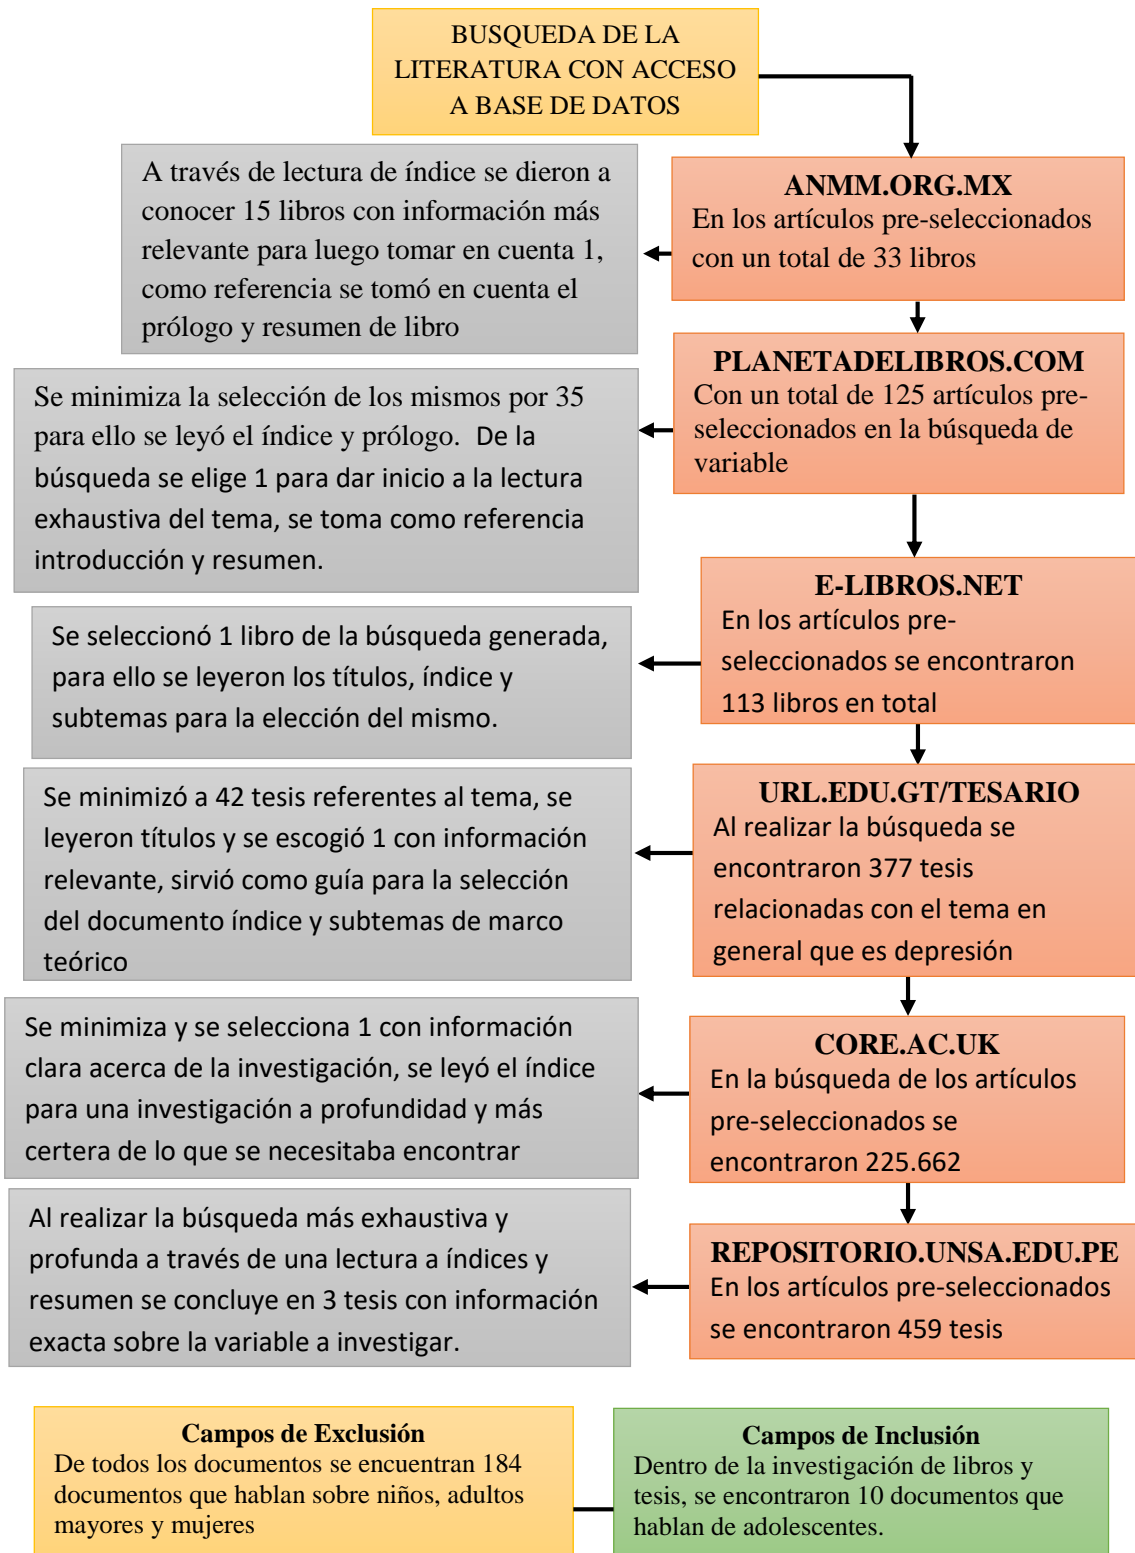 BUSQUEDA DE LA
LITERATURA CON ACCESO
A BASE DE DATOS
ANMM.ORG.MX
En los artículos pre-seleccionados
con un total de 33 libros
A través de lectura de índice se dieron a
conocer 15 libros con información más
relevante para luego tomar en cuenta 1,
como referencia se tomó en cuenta el
prólogo y resumen de libro
PLANETADELIBROS.COM
Con un total de 125 artículos pre-
seleccionados en la búsqueda de
variable
Se minimiza la selección de los mismos por 35
para ello se leyó el índice y prólogo. De la
búsqueda se elige 1 para dar inicio a la lectura
exhaustiva del tema, se toma como referencia
introducción y resumen.
E-LIBROS.NET
En los artículos pre-
seleccionados se encontraron
113 libros en total
Se seleccionó 1 libro de la búsqueda generada,
para ello se leyeron los títulos, índice y
subtemas para la elección del mismo.
URL.EDU.GT/TESARIO
Al realizar la búsqueda se
encontraron 377 tesis
relacionadas con el tema en
general que es depresión
Se minimizó a 42 tesis referentes al tema, se
leyeron títulos y se escogió 1 con información
relevante, sirvió como guía para la selección
del documento índice y subtemas de marco
teórico
CORE.AC.UK
En la búsqueda de los artículos
pre-seleccionados se
encontraron 225.662
Se minimiza y se selecciona 1 con información
clara acerca de la investigación, se leyó el índice
para una investigación a profundidad y más
certera de lo que se necesitaba encontrar
REPOSITORIO.UNSA.EDU.PE
En los artículos pre-seleccionados
se encontraron 459 tesis
Al realizar la búsqueda más exhaustiva y
profunda a través de una lectura a índices y
resumen se concluye en 3 tesis con información
exacta sobre la variable a investigar.
Campos de Exclusión
De todos los documentos se encuentran 184
documentos que hablan sobre niños, adultos
mayores y mujeres
Campos de Inclusión
Dentro de la investigación de libros y
tesis, se encontraron 10 documentos que
hablan de adolescentes.